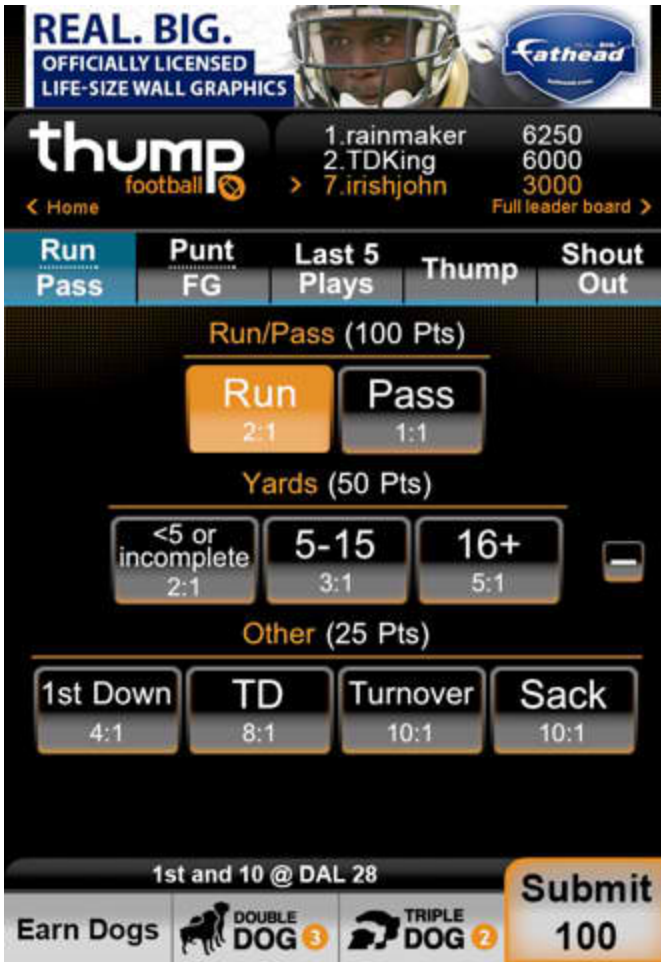 REAL. BIG.
OFFICIALLY LICENSED
LIFE-SIZE WALL GRAPHICS
Fathead
thump
football
< Home
1.rainmaker 6250
2.TDKing 6000
> 7.irishjohn 3000
Full leader board >
Run
Pass
Punt
FG
Last 5
Plays
Thump
Shout
Out
Run/Pass (100 Pts)
Run
2:1
Pass
1:1
Yards (50 Pts)
<5 or
incomplete
2:1
5-15
3:1
16+
5:1
Other (25 Pts)
1st Down
4:1
TD
8:1
Turnover
10:1
Sack
10:1
1st and 10 @ DAL 28
Earn Dogs
DOUBLE
DOG 3
TRIPLE
DOG 2
Submit
100